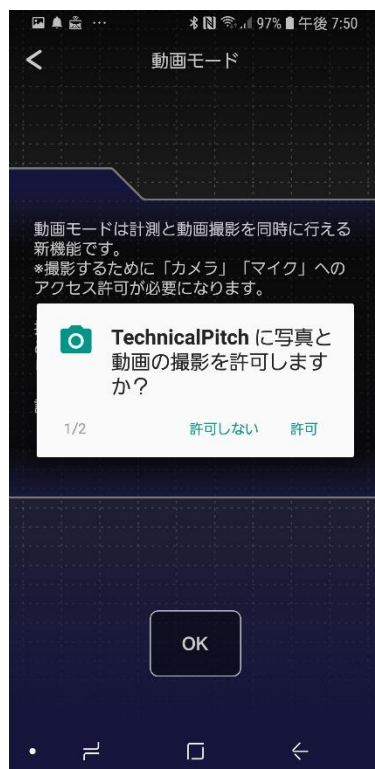 97% 午後 7:50
動画モード
動画モードは計測と動画撮影を同時に行える
新機能です。
*撮影するために「カメラ」「マイク」への
アクセス許可が必要になります。
TechnicalPitch に写真と
動画の撮影を許可します
か？
1/2 許可しない 許可
OK